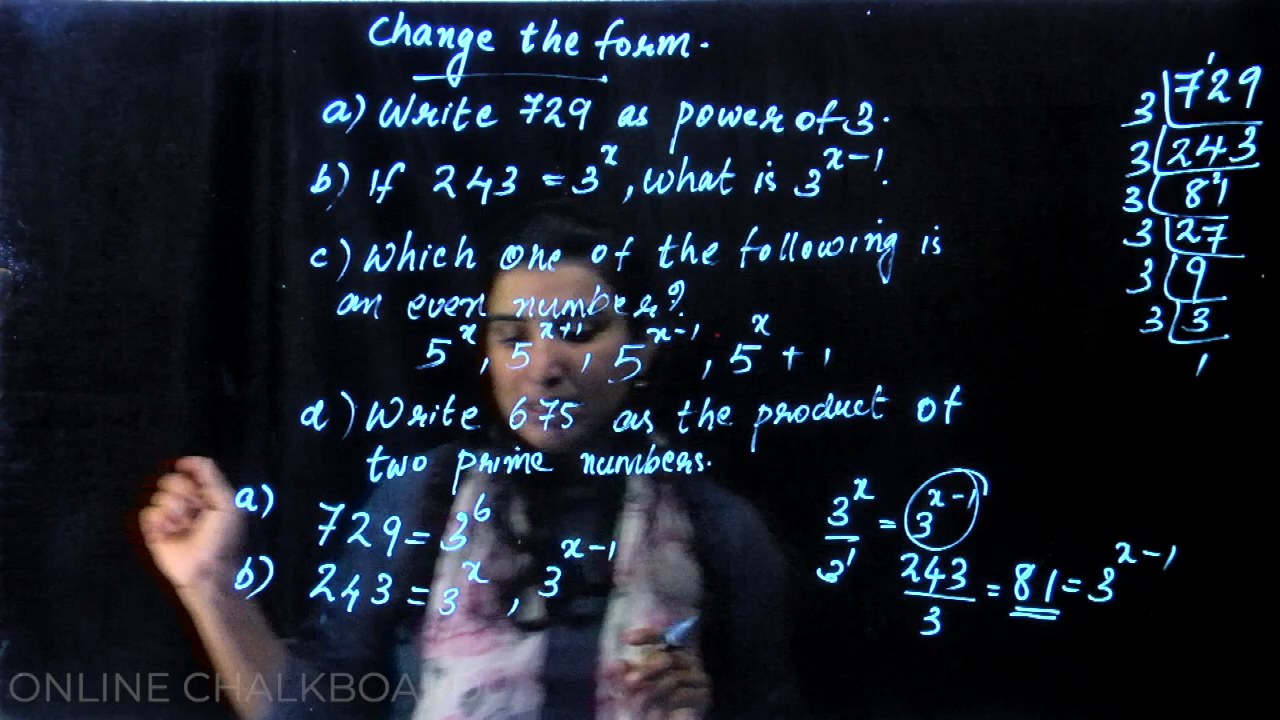 Change the form.
a) Write 729 as power of 3.
b) If 243 = 3^x, what is 3^{x-1}.
c) Which one of the following is
an even number?
5^x, 5^{x+1}, 5^{x-1}, 5^x + 1
d) Write 675 as the product of
two prime numbers.
a) 729 = 3^6
b) 243 = 3^x, 3^{x-1}
3^x / 3^1 = 3^{x-1}
243 / 3 = 81 = 3^{x-1}
3 729
3 243
3 81
3 27
3 9
3 3
1
ONLINE CHALKBOARD